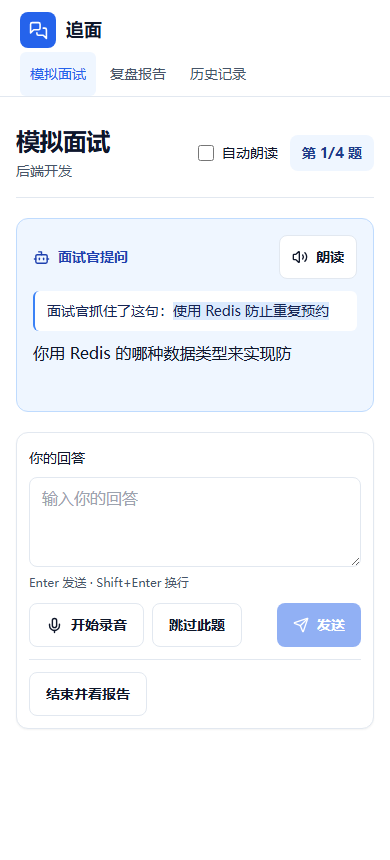 追面
模拟面试 复盘报告 历史记录
模拟面试
后端开发
自动朗读
第 1/4 题
面试官提问
朗读
面试官抓住了这句：使用 Redis 防止重复预约
你用 Redis 的哪种数据类型来实现防
你的回答
输入你的回答
Enter 发送 · Shift+Enter 换行
开始录音 跳过此题 发送
结束并看报告